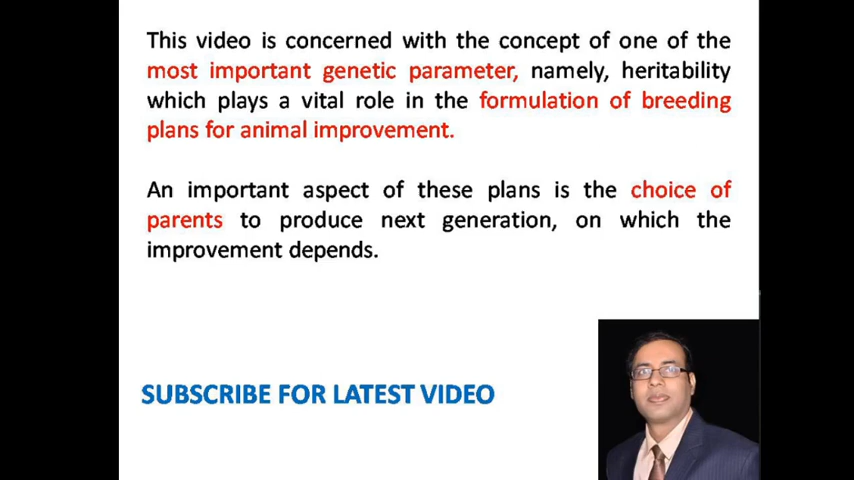 This video is concerned with the concept of one of the
most important genetic parameter, namely, heritability
which plays a vital role in the formulation of breeding
plans for animal improvement.
An important aspect of these plans is the choice of
parents to produce next generation, on which the
improvement depends.
SUBSCRIBE FOR LATEST VIDEO